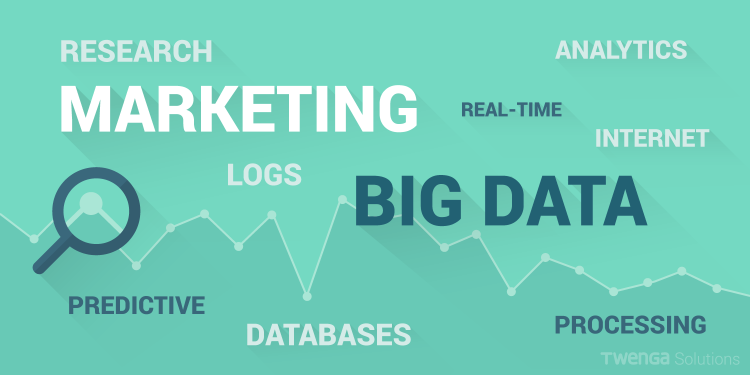 RESEARCH
ANALYTICS
MARKETING
REAL-TIME
INTERNET
LOGS
BIG DATA
PREDICTIVE
DATABASES
PROCESSING
TWENGA Solutions